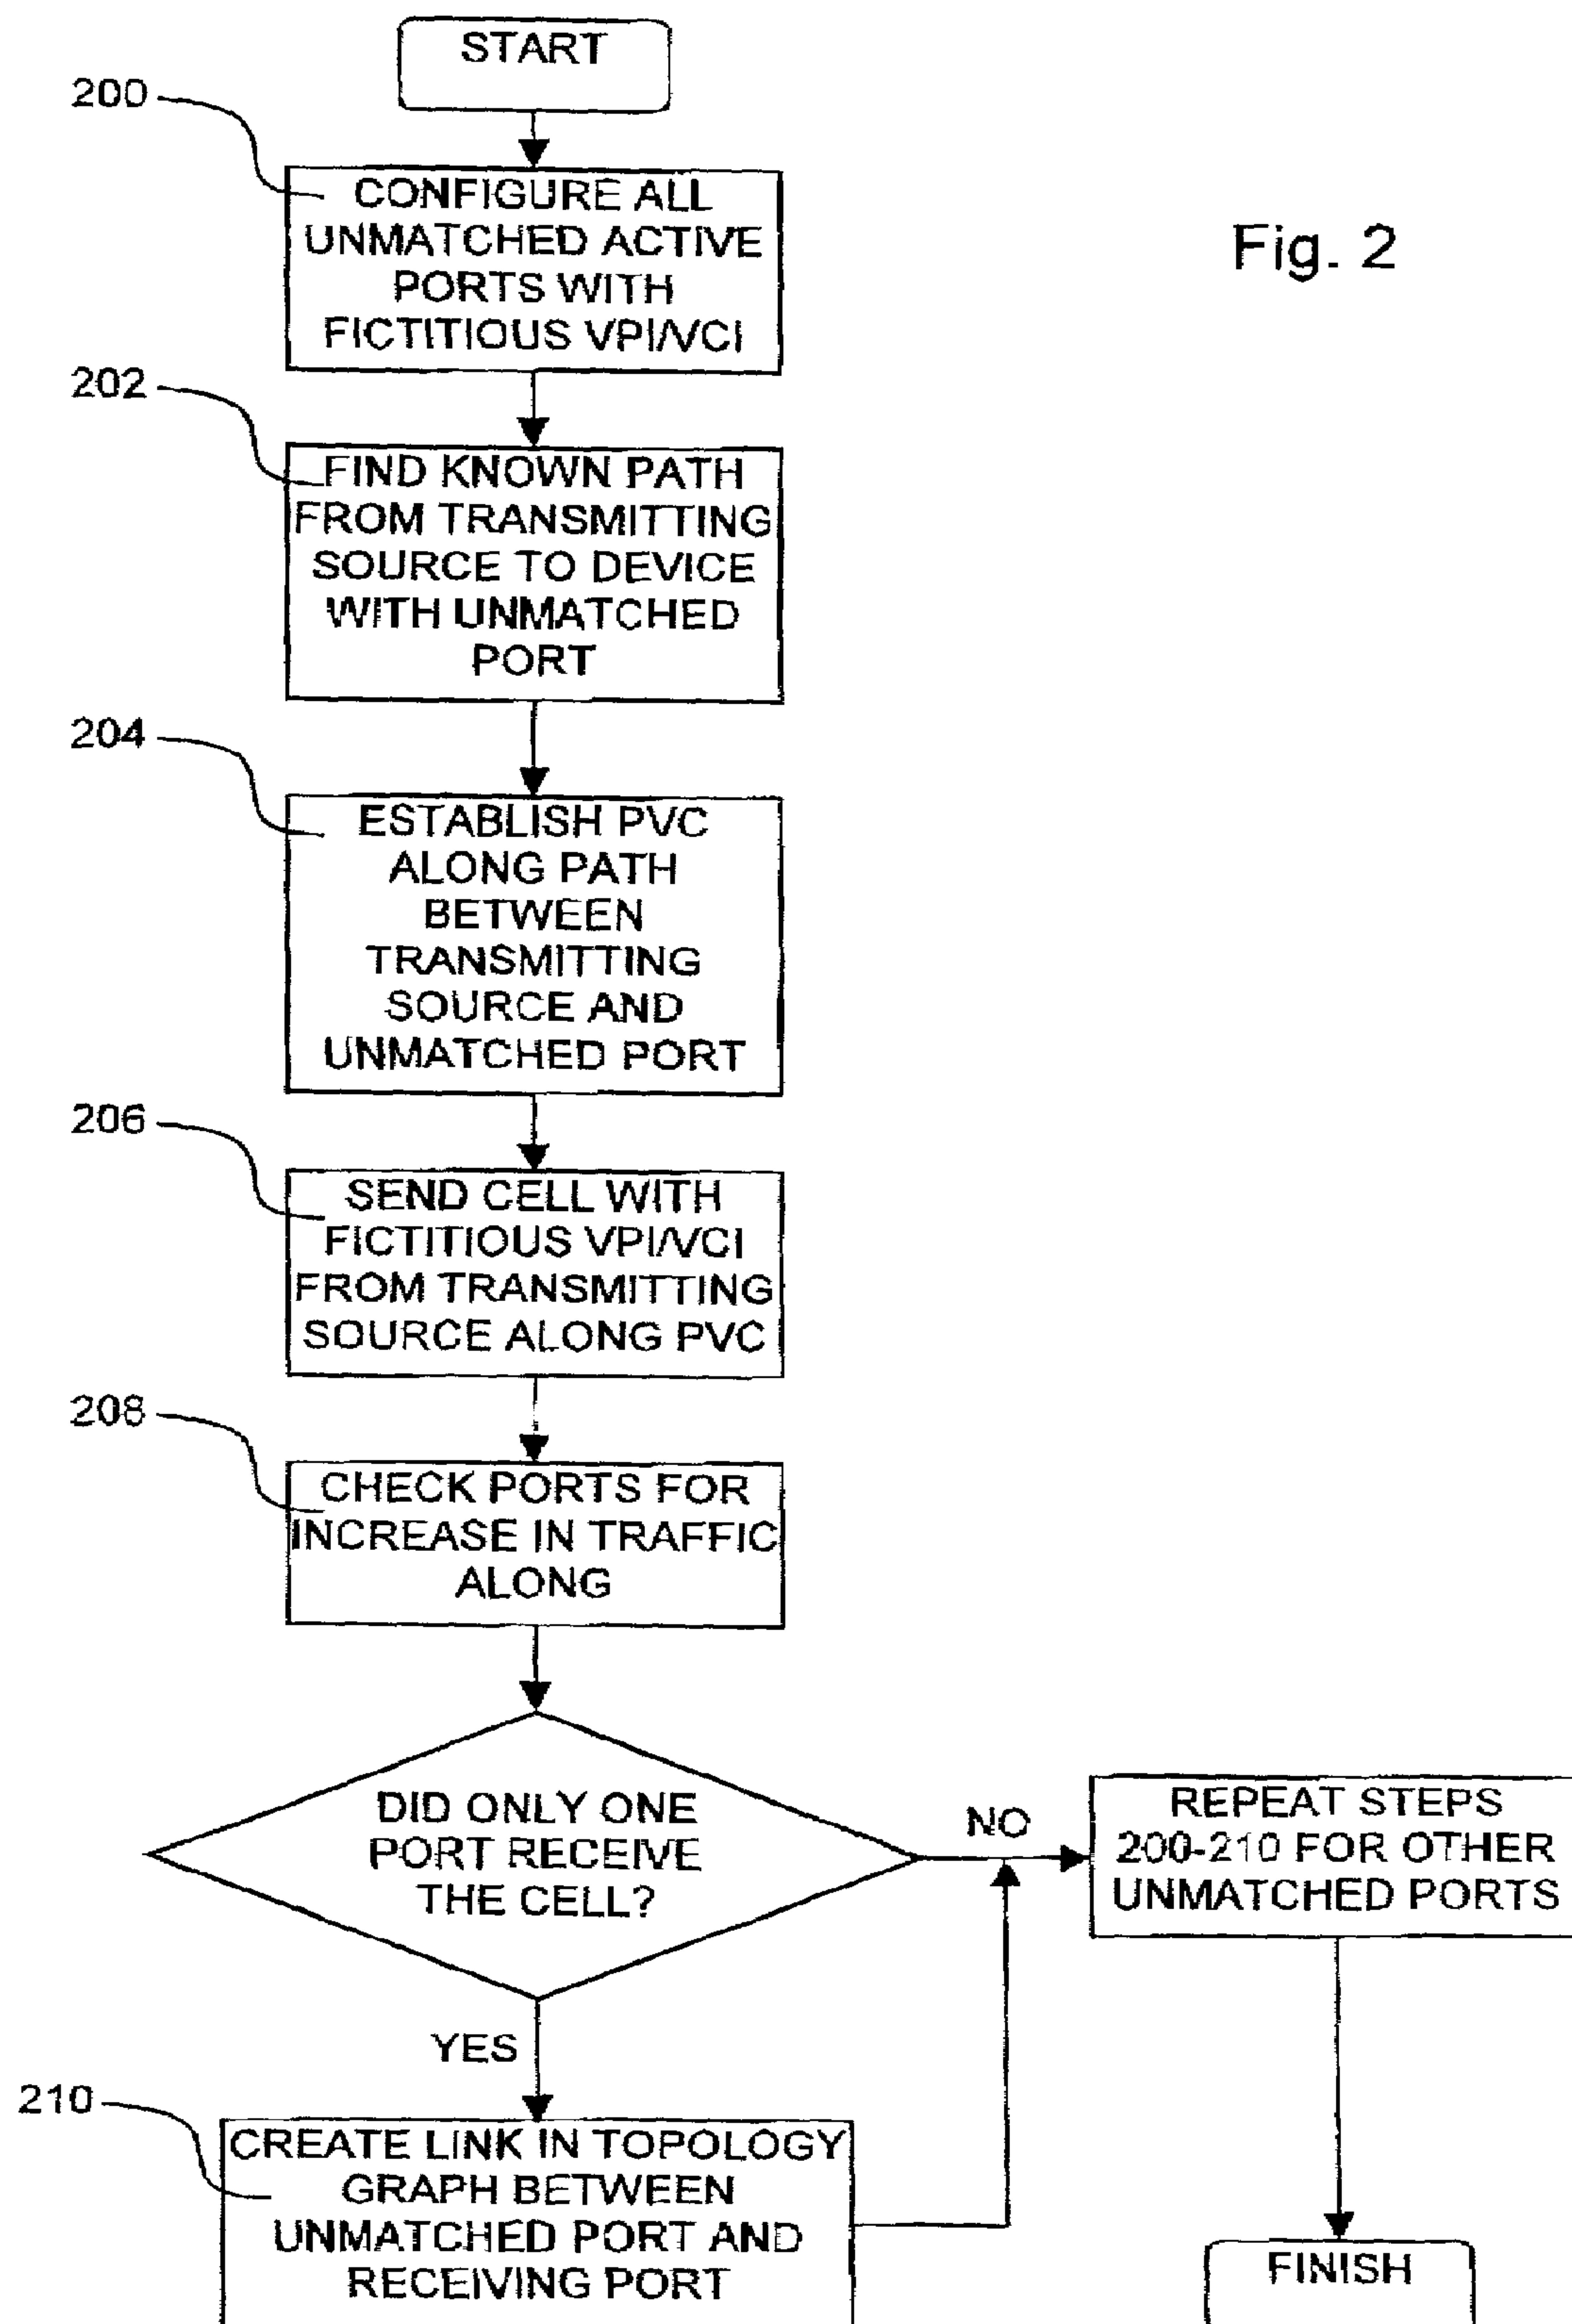 START
200
CONFIGURE ALL
UNMATCHED ACTIVE
PORTS WITH
FICTITIOUS VPI/VCI
Fig. 2
202
FIND KNOWN PATH
FROM TRANSMITTING
SOURCE TO DEVICE
WITH UNMATCHED
PORT
204
ESTABLISH PVC
ALONG PATH
BETWEEN
TRANSMITTING
SOURCE AND
UNMATCHED PORT
206
SEND CELL WITH
FICTITIOUS VPI/VCI
FROM TRANSMITTING
SOURCE ALONG PVC
208
CHECK PORTS FOR
INCREASE IN TRAFFIC
ALONG
DID ONLY ONE
PORT RECEIVE
THE CELL?
NO
REPEAT STEPS
200-210 FOR OTHER
UNMATCHED PORTS
YES
210
CREATE LINK IN TOPOLOGY
GRAPH BETWEEN
UNMATCHED PORT AND
RECEIVING PORT
FINISH